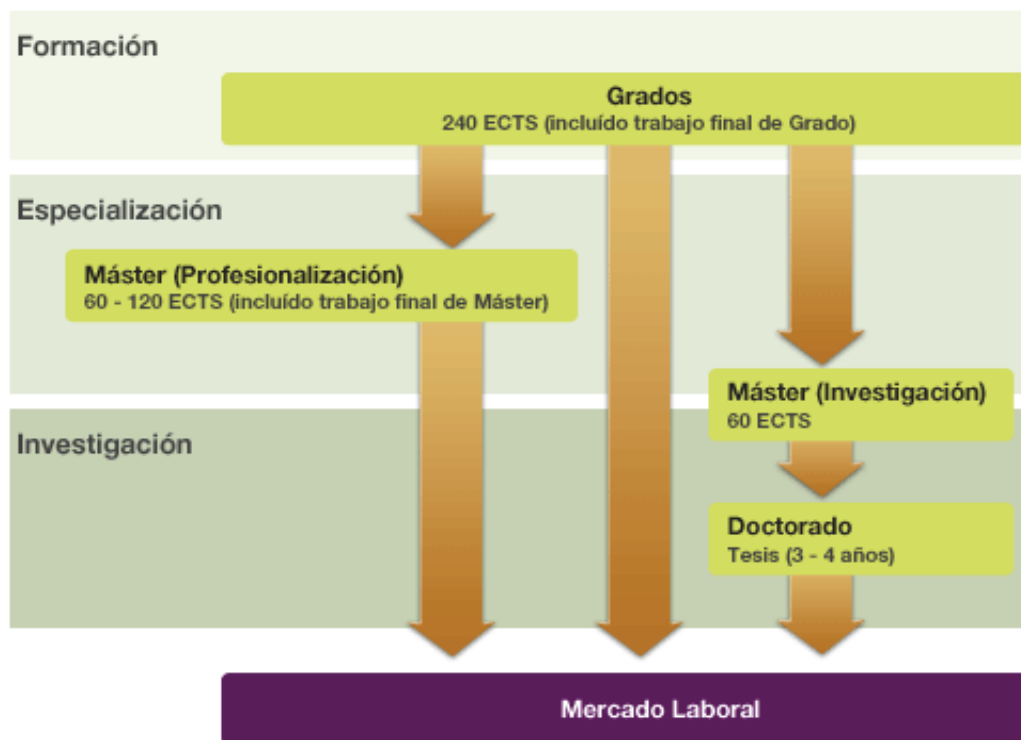 Formación
Grados
240 ECTS (incluído trabajo final de Grado)
Especialización
Máster (Profesionalización)
60 - 120 ECTS (incluído trabajo final de Máster)
Máster (Investigación)
60 ECTS
Investigación
Doctorado
Tesis (3 - 4 años)
Mercado Laboral